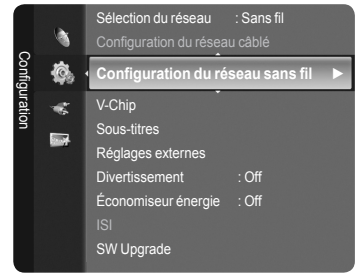 Configuration
Sélection du réseau : Sans fil
Configuration du réseau câblé
Configuration du réseau sans fil
V-Chip
Sous-titres
Réglages externes
Divertissement : Off
Économiseur énergie : Off
ISI
SW Upgrade